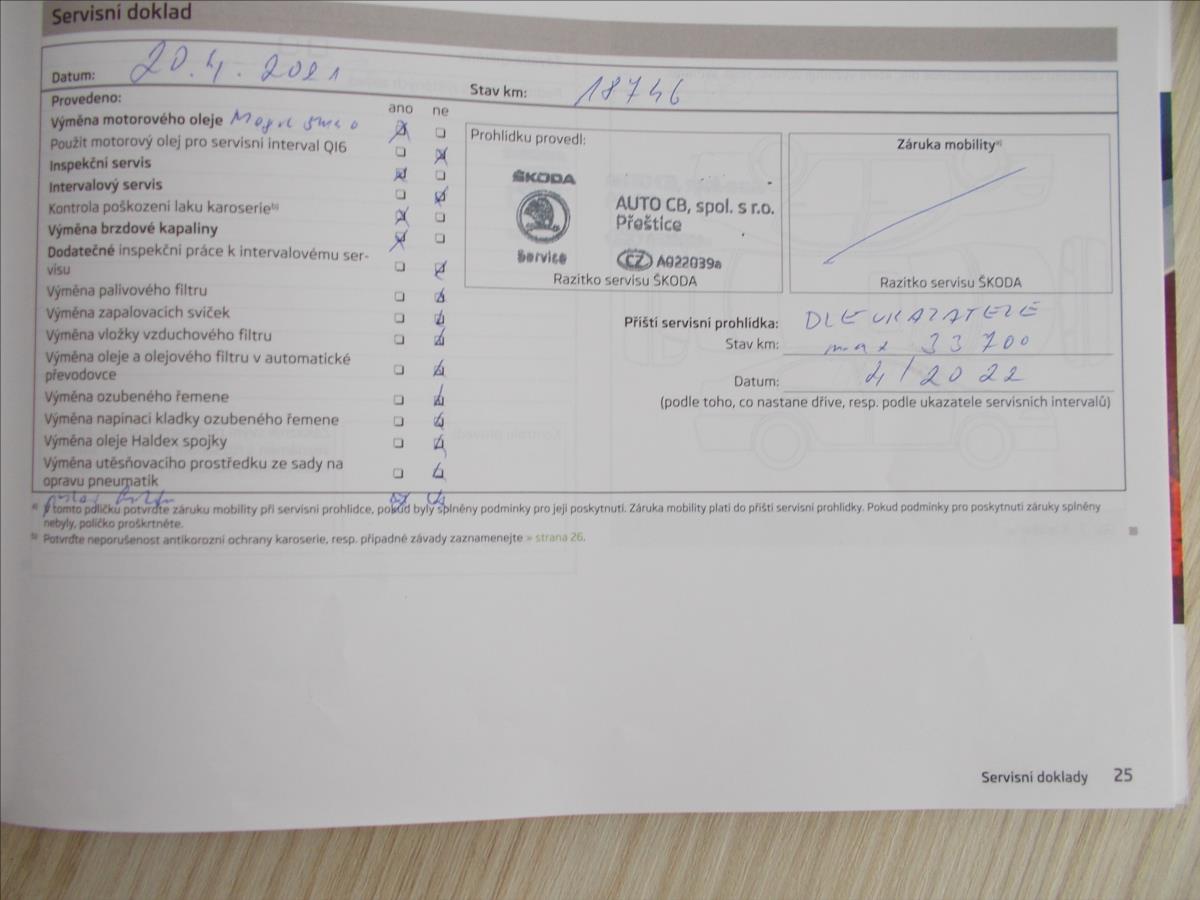 Servisní doklad
Datum: 20.4.2021
Stav km: 18746
Provedeno:
ano ne
Výměna motorového oleje
Použit motorový olej pro servisní interval QI6
Inspekční servis
Intervalový servis
Kontrola poškození laku karoserie b)
Výměna brzdové kapaliny
Dodatečné inspekční práce k intervalovému ser-
visu
Výměna palivového filtru
Výměna zapalovacích svíček
Výměna vložky vzduchového filtru
Výměna oleje a olejového filtru v automatické
převodovce
Výměna ozubeného řemene
Výměna napínací kladky ozubeného řemene
Výměna oleje Haldex spojky
Výměna utěsňovacího prostředku ze sady na
opravu pneumatik
Prohlídku provedl:
ŠKODA
Service
AUTO CB, spol. s r.o.
Přeštice
CZ A022039a
Razítko servisu ŠKODA
Záruka mobility a)
Razítko servisu ŠKODA
Příští servisní prohlídka: DLE UKAZATELE
Stav km: max 33 700
Datum: 4/2022
(podle toho, co nastane dříve, resp. podle ukazatele servisních intervalů)
a) V tomto políčku potvrďte záruku mobility při servisní prohlídce, pokud byly splněny podmínky pro její poskytnutí. Záruka mobility platí do příští servisní prohlídky. Pokud podmínky pro poskytnutí záruky splněny
nebyly, políčko proškrtněte.
b) Potvrďte neporušenost antikorozní ochrany karoserie, resp. případné závady zaznamenejte » strana 26.
Servisní doklady 25